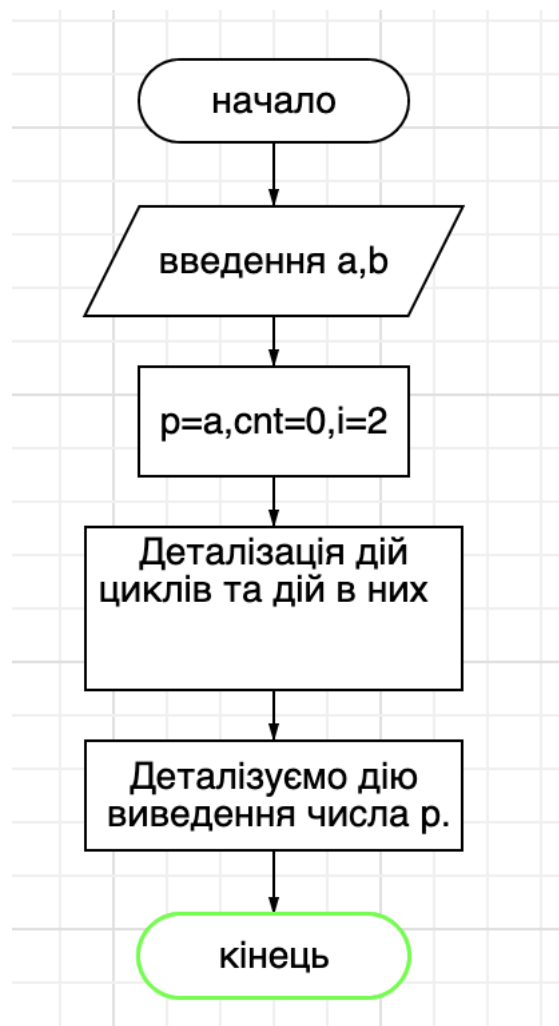 начало
введення a,b
p=a,cnt=0,i=2
Деталізація дій
циклів та дій в них
Деталізуємо дію
виведення числа p.
кінець